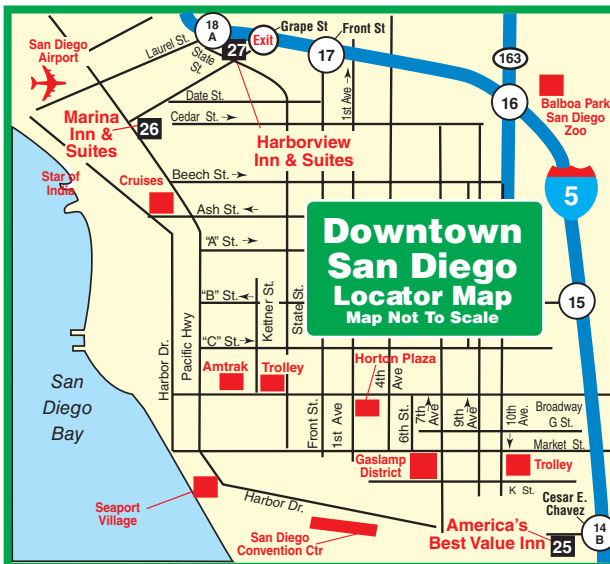 18
A
Grape St
Front St
San Diego
Airport
Laurel St.
State
St.
27
Exit
17
163
1st Ave
16
Balboa Park
San Diego
Zoo
Date St.
Marina
Inn &
Suites
26
Cedar St.
Harborview
Inn & Suites
Star of
India
Cruises
Beech St.
5
Ash St.
"A" St.
Downtown
San Diego
Locator Map
Map Not To Scale
"B" St.
Kettner St.
State St.
15
"C" St.
Harbor Dr.
Pacific Hwy
San
Diego
Bay
Amtrak
Trolley
Horton Plaza
4th
Ave
Front St.
1st Ave
6th St.
7th
Ave
9th
Ave
10th
Ave.
Broadway
G St.
Market St.
Gaslamp
District
Trolley
K St.
Seaport
Village
Harbor Dr.
San Diego
Convention Ctr
America's
Best Value Inn
25
Cesar E.
Chavez
14
B